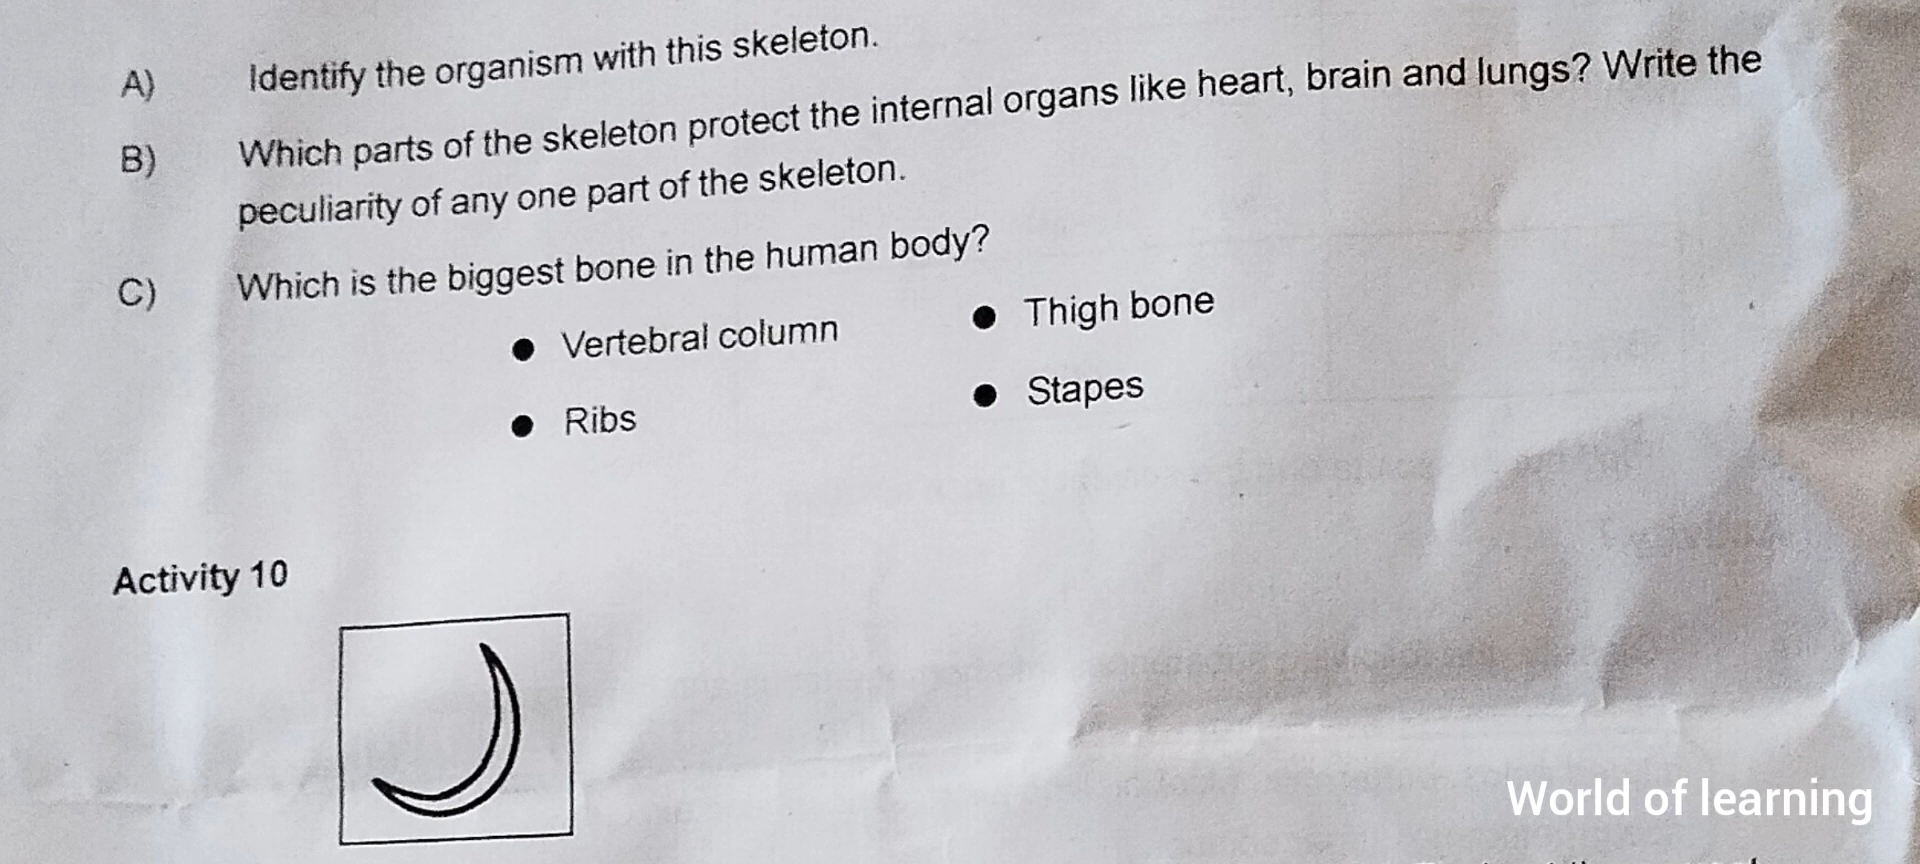 A) Identify the organism with this skeleton.
B) Which parts of the skeleton protect the internal organs like heart, brain and lungs? Write the
peculiarity of any one part of the skeleton.
C) Which is the biggest bone in the human body?
● Vertebral column ● Thigh bone
● Ribs ● Stapes
Activity 10
World of learning